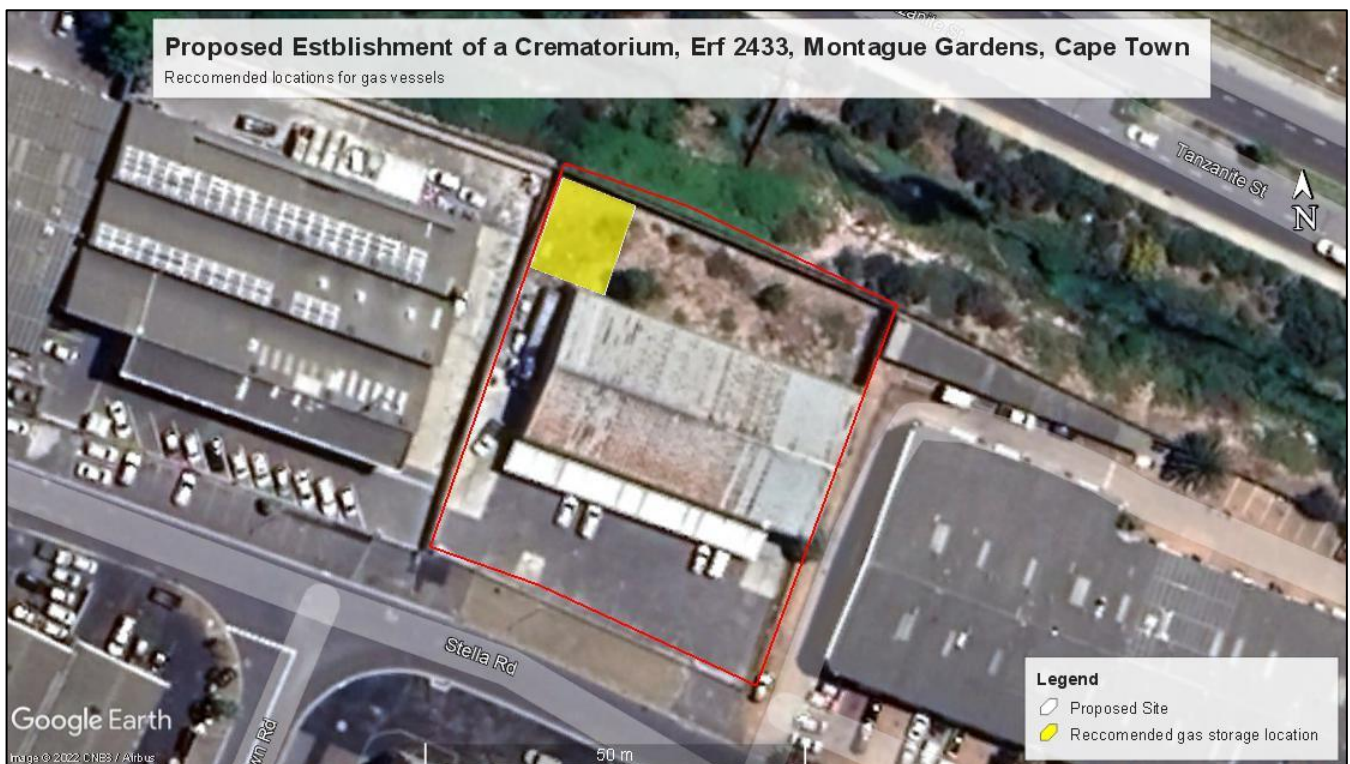 Proposed Estblishment of a Crematorium, Erf 2433, Montague Gardens, Cape Town
Reccomended locations for gas vessels
Tanzanite St
N
Stella Rd
Legend
Proposed Site
Reccomended gas storage location
Google Earth
Image © 2022 CNES / Airbus
50 m